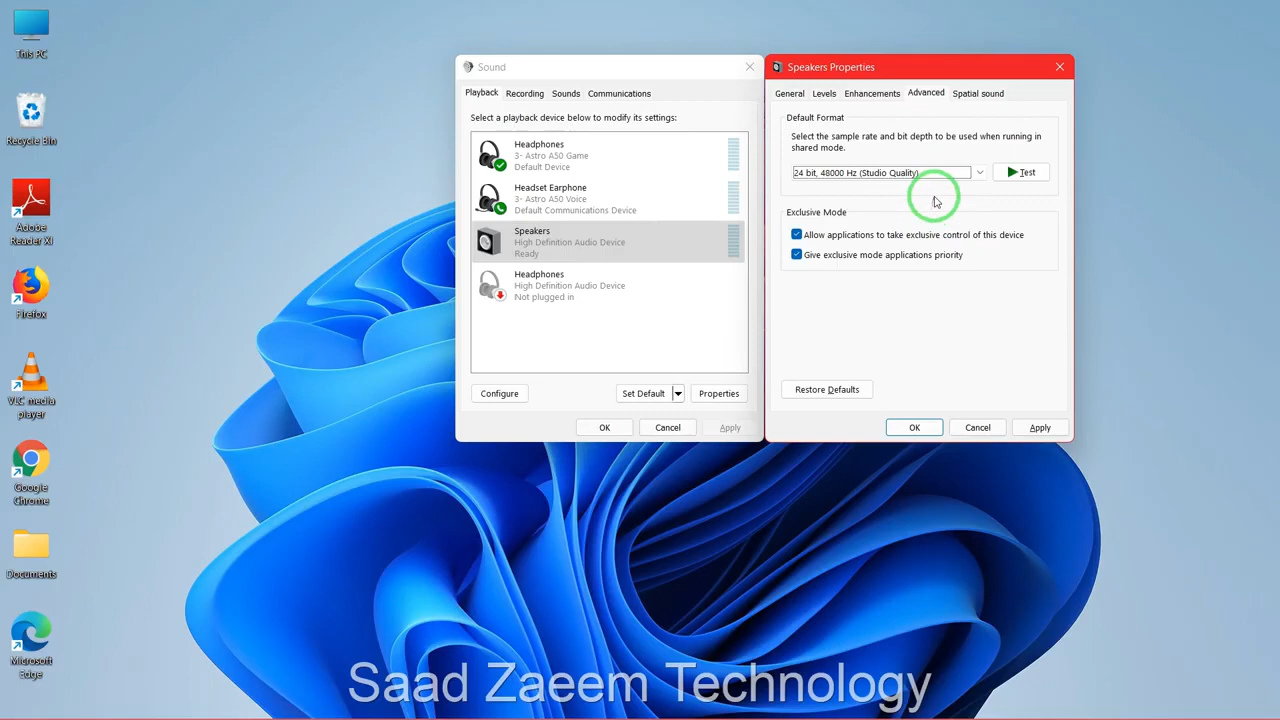 This PC
Recycle Bin
Adobe
Reader XI
Firefox
VLC media
player
Google
Chrome
Documents
Microsoft
Edge
Sound
Playback Recording Sounds Communications
Select a playback device below to modify its settings:
Headphones
3- Astro A50 Game
Default Device
Headset Earphone
3- Astro A50 Voice
Default Communications Device
Speakers
High Definition Audio Device
Ready
Headphones
High Definition Audio Device
Not plugged in
Configure Set Default Properties
OK Cancel Apply
Speakers Properties
General Levels Enhancements Advanced Spatial sound
Default Format
Select the sample rate and bit depth to be used when running in
shared mode.
24 bit, 48000 Hz (Studio Quality) Test
Exclusive Mode
Allow applications to take exclusive control of this device
Give exclusive mode applications priority
Restore Defaults
OK Cancel Apply
Saad Zaeem Technology